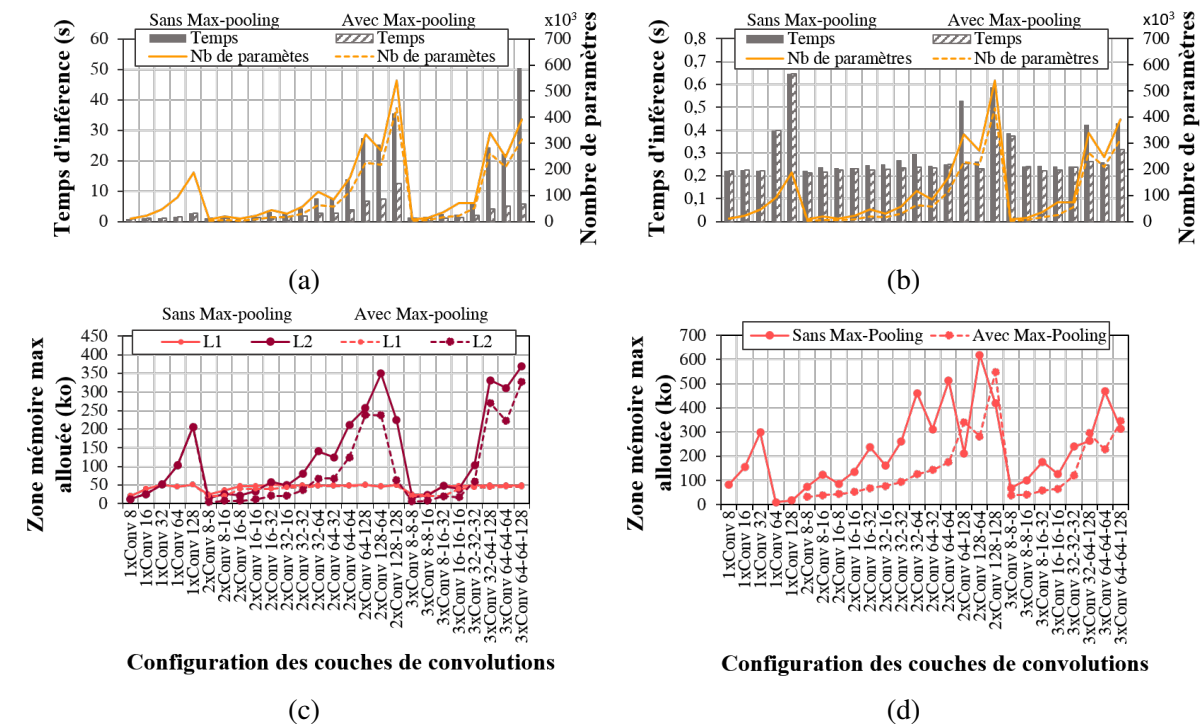 Sans Max-pooling Avec Max-pooling
x10³
Temps Temps
Nb de paramètes Nb de paramètres
Temps d'inférence (s)
60
50
40
30
20
10
0
700
600
500
400
300
200
100
0
Nombre de paramètres
(a)
Sans Max-pooling Avec Max-pooling
x10³
Temps Temps
Nb de paramètres Nb de paramètres
Temps d'inférence (s)
0,8
0,7
0,6
0,5
0,4
0,3
0,2
0,1
0
700
600
500
400
300
200
100
0
Nombre de paramètres
(b)
Sans Max-pooling Avec Max-pooling
L1 L2 L1 L2
Zone mémoire max
allouée (ko)
450
400
350
300
250
200
150
100
50
0
1xConv 8
1xConv 16
1xConv 32
1xConv 64
1xConv 128
2xConv 8-8
2xConv 8-16
2xConv 16-8
2xConv 16-16
2xConv 16-32
2xConv 32-16
2xConv 32-32
2xConv 32-64
2xConv 64-32
2xConv 64-64
2xConv 64-128
2xConv 128-64
2xConv 128-128
3xConv 8-8-8
3xConv 8-8-16
3xConv 8-16-32
3xConv 16-16-16
3xConv 32-32-32
3xConv 32-64-128
3xConv 64-64-64
3xConv 64-64-128
Configuration des couches de convolutions
(c)
Sans Max-Pooling Avec Max-Pooling
Zone mémoire max
allouée (ko)
700
600
500
400
300
200
100
0
1xConv 8
1xConv 16
1xConv 32
1xConv 64
1xConv 128
2xConv 8-8
2xConv 8-16
2xConv 16-8
2xConv 16-16
2xConv 16-32
2xConv 32-16
2xConv 32-32
2xConv 32-64
2xConv 64-32
2xConv 64-64
2xConv 64-128
2xConv 128-64
2xConv 128-128
3xConv 8-8-8
3xConv 8-8-16
3xConv 8-16-32
3xConv 16-16-16
3xConv 32-32-32
3xConv 32-64-128
3xConv 64-64-64
3xConv 64-64-128
Configuration des couches de convolutions
(d)